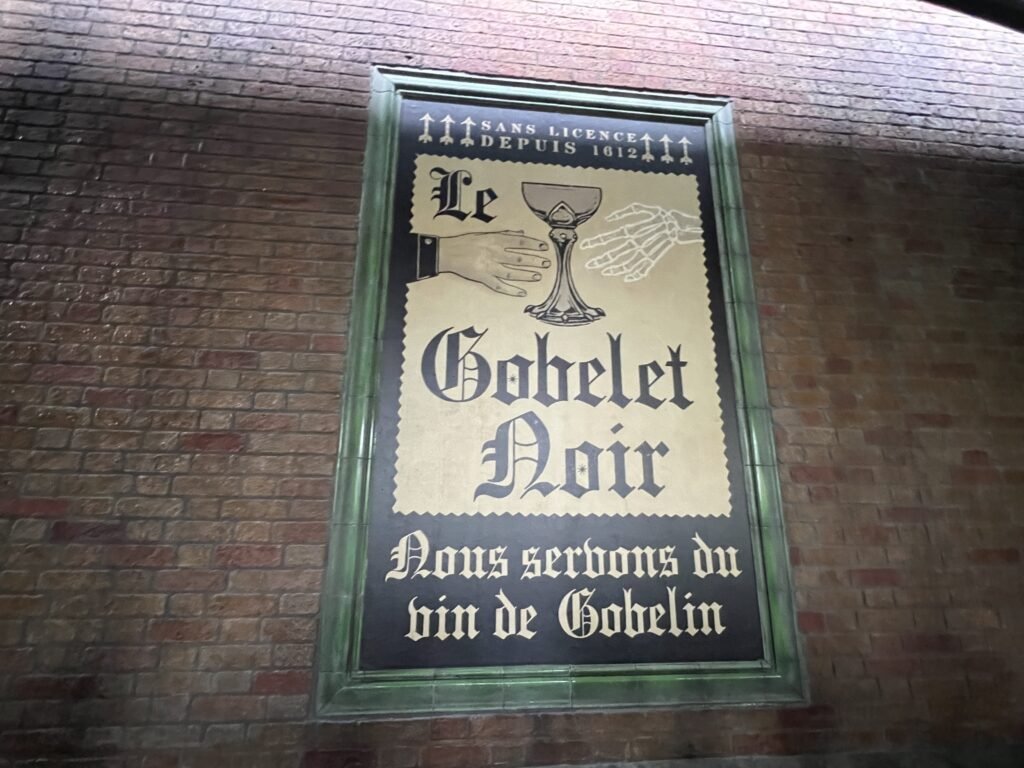 SANS LICENCE
DEPUIS 1612
Le
Gobelet
Noir
Nous servons du
vin de Gobelin